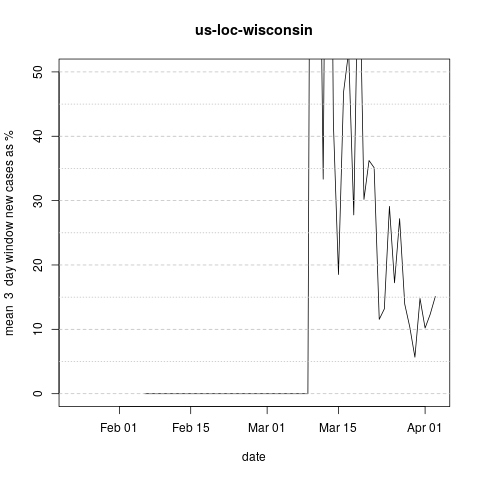 us-loc-wisconsin
mean 3 day window new cases as %
50
40
30
20
10
0
Feb 01 Feb 15 Mar 01 Mar 15 Apr 01
date